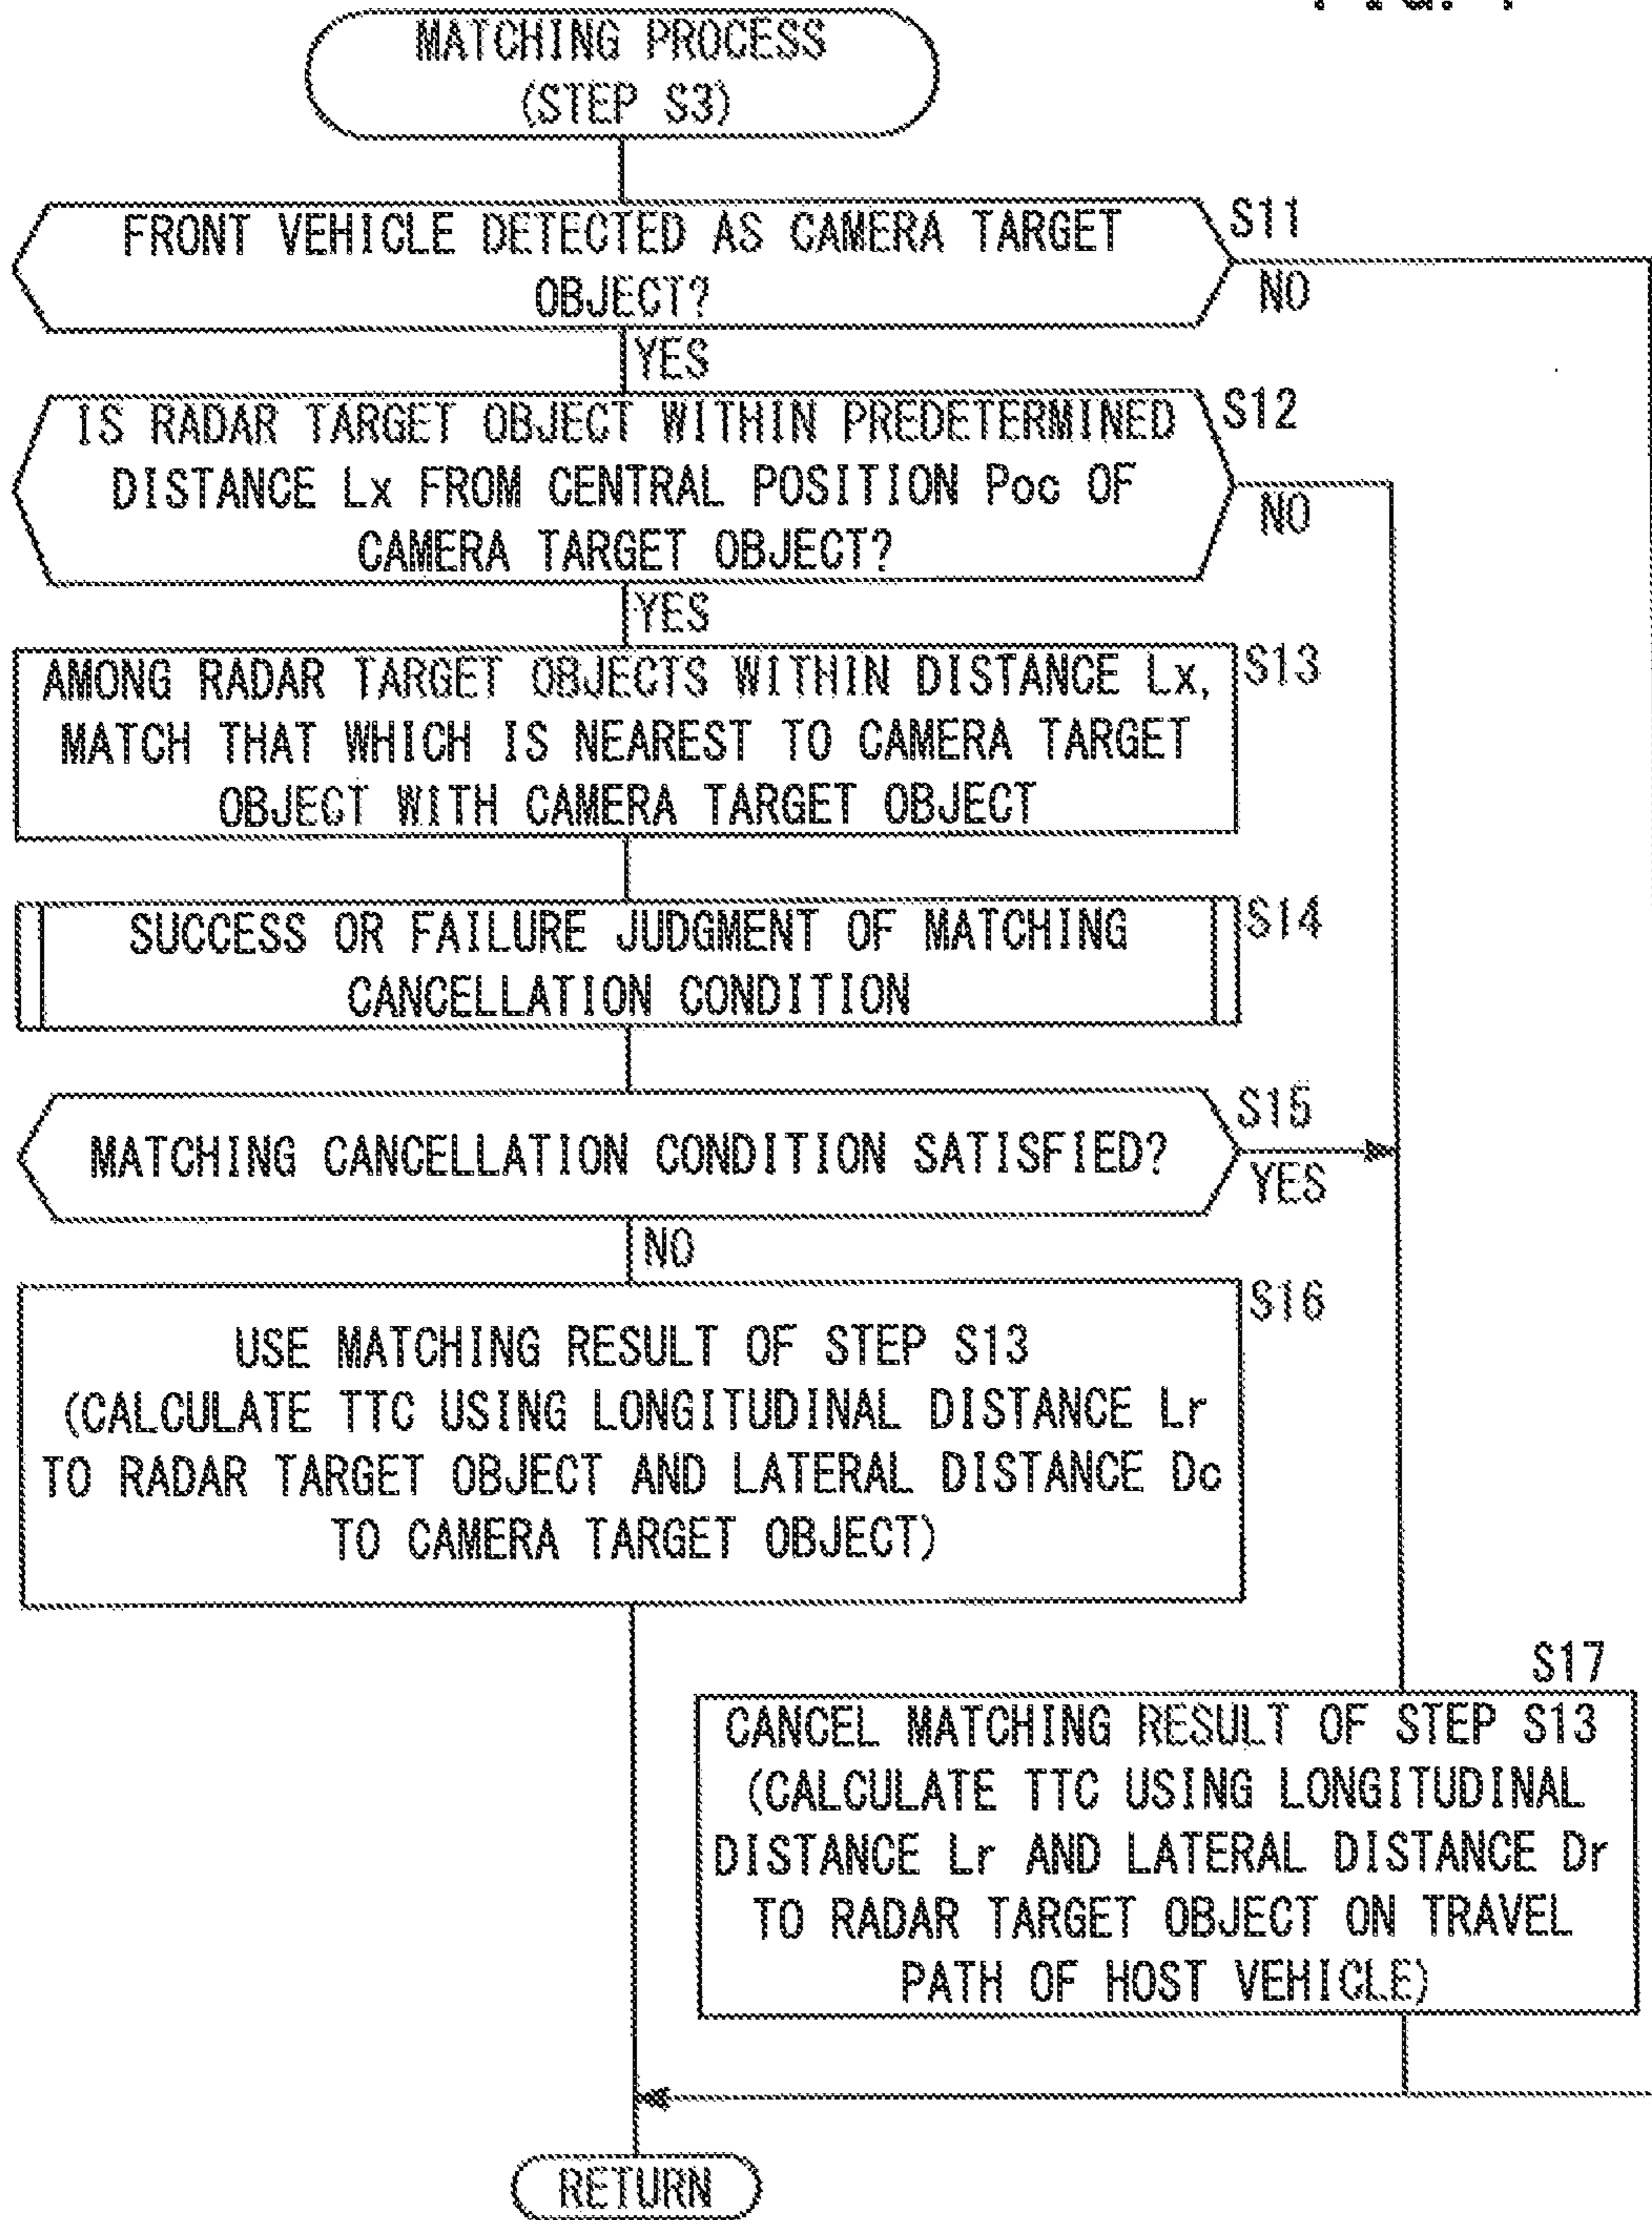 MATCHING PROCESS
(STEP S3)
FRONT VEHICLE DETECTED AS CAMERA TARGET
OBJECT?
S11
NO
YES
IS RADAR TARGET OBJECT WITHIN PREDETERMINED
DISTANCE Lx FROM CENTRAL POSITION Poc OF
CAMERA TARGET OBJECT?
S12
NO
YES
AMONG RADAR TARGET OBJECTS WITHIN DISTANCE Lx,
MATCH THAT WHICH IS NEAREST TO CAMERA TARGET
OBJECT WITH CAMERA TARGET OBJECT
S13
SUCCESS OR FAILURE JUDGMENT OF MATCHING
CANCELLATION CONDITION
S14
MATCHING CANCELLATION CONDITION SATISFIED?
S15
YES
NO
USE MATCHING RESULT OF STEP S13
(CALCULATE TTC USING LONGITUDINAL DISTANCE Lr
TO RADAR TARGET OBJECT AND LATERAL DISTANCE Dc
TO CAMERA TARGET OBJECT)
S16
S17
CANCEL MATCHING RESULT OF STEP S13
(CALCULATE TTC USING LONGITUDINAL
DISTANCE Lr AND LATERAL DISTANCE Dr
TO RADAR TARGET OBJECT ON TRAVEL
PATH OF HOST VEHICLE)
RETURN